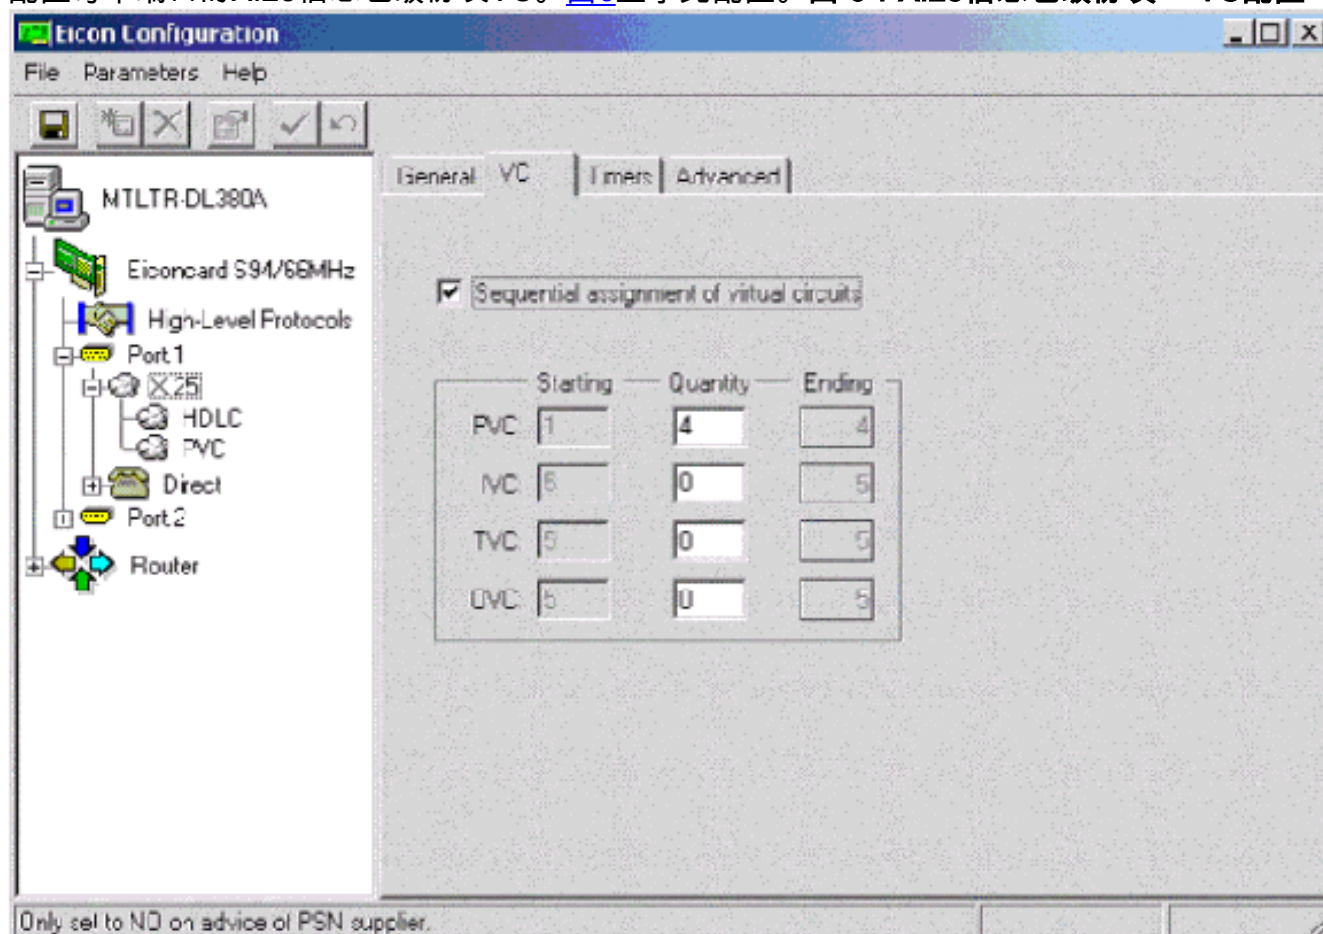 Eicon Configuration
File Parameters Help
MTLTR-DL380A
Eiconcard S94/66MHz
High-Level Protocols
Port 1
X25
HDLC
PVC
Direct
Port 2
Router
General VC Timers Advanced
Sequential assignment of virtual circuits
Starting Quantity Ending
PVC: 1 4 4
IVC: 0 5
TVC: 5 0 5
OVC: 5 0 5
Only set to NO on advice of PSN supplier.